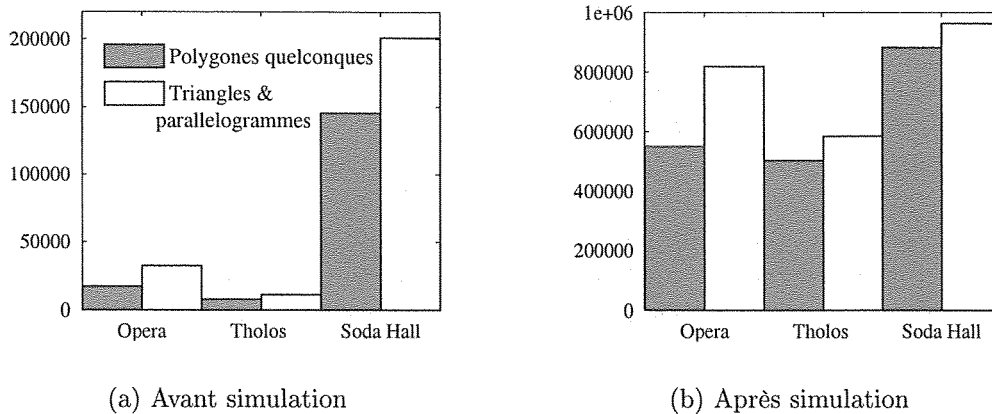 200000
150000
100000
50000
0
Polygones quelconques
Triangles &
parallelogrammes
Opera
Tholos
Soda Hall
(a) Avant simulation
1e+06
800000
600000
400000
200000
0
Opera
Tholos
Soda Hall
(b) Après simulation